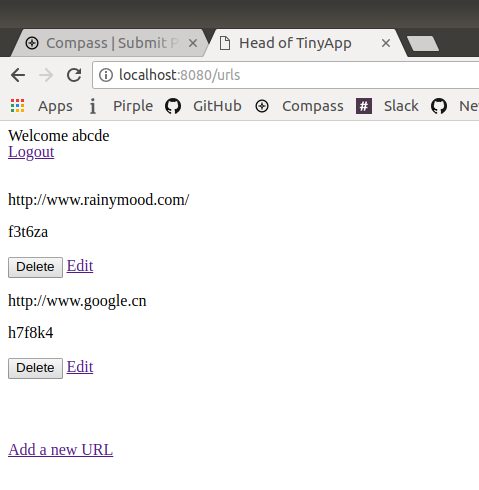 Compass | Submit P
Head of TinyApp
localhost:8080/urls
Apps Pirple GitHub Compass Slack Ne
Welcome abcde
Logout
http://www.rainymood.com/
f3t6za
Delete Edit
http://www.google.cn
h7f8k4
Delete Edit
Add a new URL